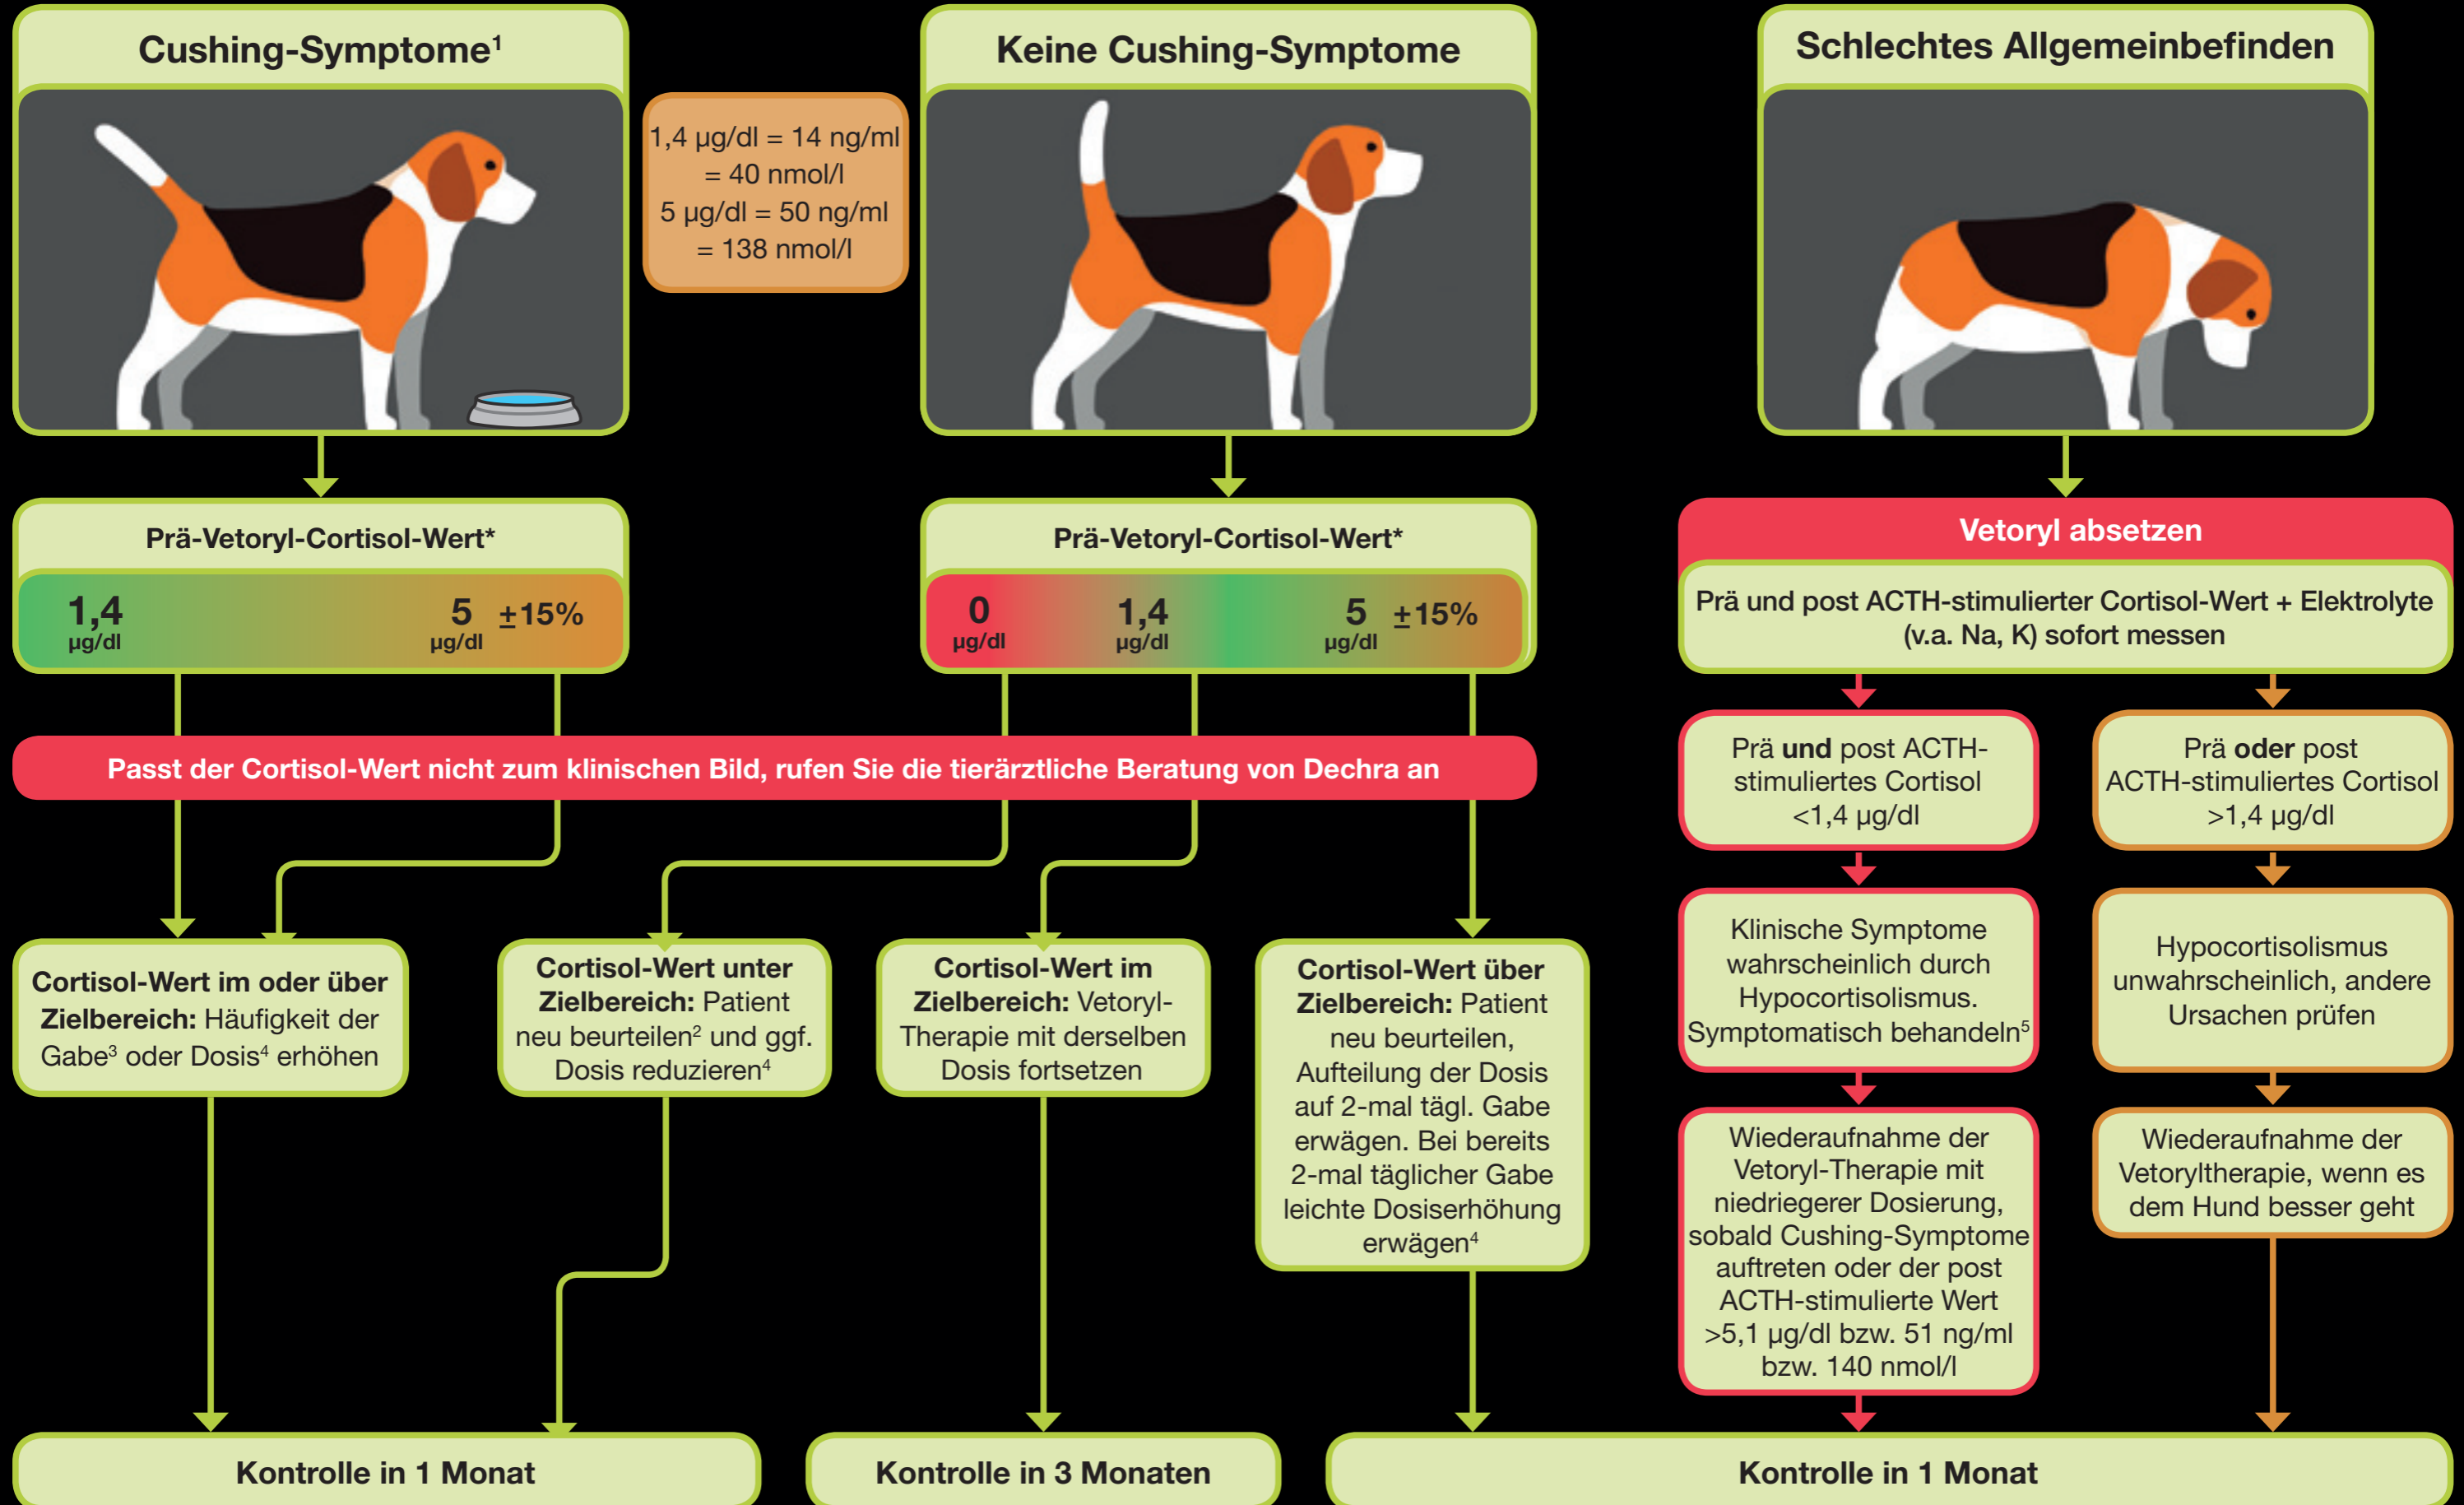 Cushing-Symptome¹
1,4 µg/dl = 14 ng/ml
= 40 nmol/l
5 µg/dl = 50 ng/ml
= 138 nmol/l
Keine Cushing-Symptome
Schlechtes Allgemeinbefinden
Prä-Vetoryl-Cortisol-Wert*
1,4
µg/dl
5
µg/dl
±15%
Prä-Vetoryl-Cortisol-Wert*
0
µg/dl
1,4
µg/dl
5
µg/dl
±15%
Vetoryl absetzen
Prä und post ACTH-stimulierter Cortisol-Wert + Elektrolyte
(v.a. Na, K) sofort messen
Passt der Cortisol-Wert nicht zum klinischen Bild, rufen Sie die tierärztliche Beratung von Dechra an
Prä und post ACTH-
stimuliertes Cortisol
<1,4 µg/dl
Prä oder post
ACTH-stimuliertes Cortisol
>1,4 µg/dl
Cortisol-Wert im oder über
Zielbereich: Häufigkeit der
Gabe³ oder Dosis⁴ erhöhen
Cortisol-Wert unter
Zielbereich: Patient
neu beurteilen² und ggf.
Dosis reduzieren⁴
Cortisol-Wert im
Zielbereich: Vetoryl-
Therapie mit derselben
Dosis fortsetzen
Cortisol-Wert über
Zielbereich: Patient
neu beurteilen,
Aufteilung der Dosis
auf 2-mal tägl. Gabe
erwägen. Bei bereits
2-mal täglicher Gabe
leichte Dosiserhöhung
erwägen⁴
Klinische Symptome
wahrscheinlich durch
Hypocortisolismus.
Symptomatisch behandeln⁵
Hypocortisolismus
unwahrscheinlich, andere
Ursachen prüfen
Wiederaufnahme der
Vetoryl-Therapie mit
niedriegerer Dosierung,
sobald Cushing-Symptome
auftreten oder der post
ACTH-stimulierte Wert
>5,1 µg/dl bzw. 51 ng/ml
bzw. 140 nmol/l
Wiederaufnahme der
Vetoryltherapie, wenn es
dem Hund besser geht
Kontrolle in 1 Monat
Kontrolle in 3 Monaten
Kontrolle in 1 Monat